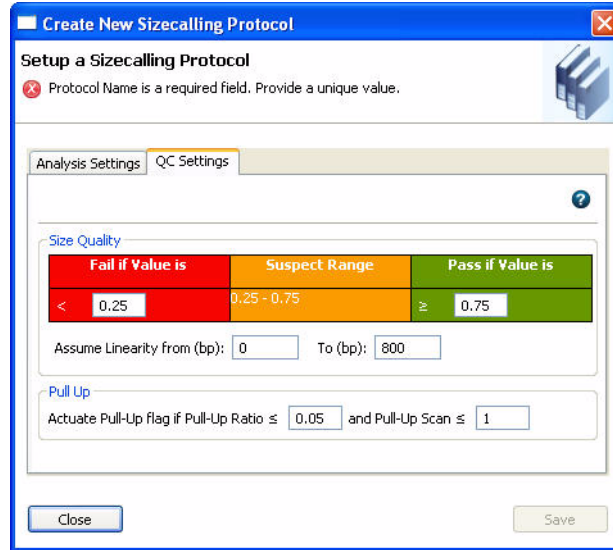 Create New Sizecalling Protocol
Setup a Sizecalling Protocol
Protocol Name is a required field. Provide a unique value.
Analysis Settings QC Settings
?
Size Quality
Fail if Value is Suspect Range Pass if Value is
< 0.25 0.25 - 0.75 ≥ 0.75
Assume Linearity from (bp): 0 To (bp): 800
Pull Up
Actuate Pull-Up flag if Pull-Up Ratio ≤ 0.05 and Pull-Up Scan ≤ 1
Close Save